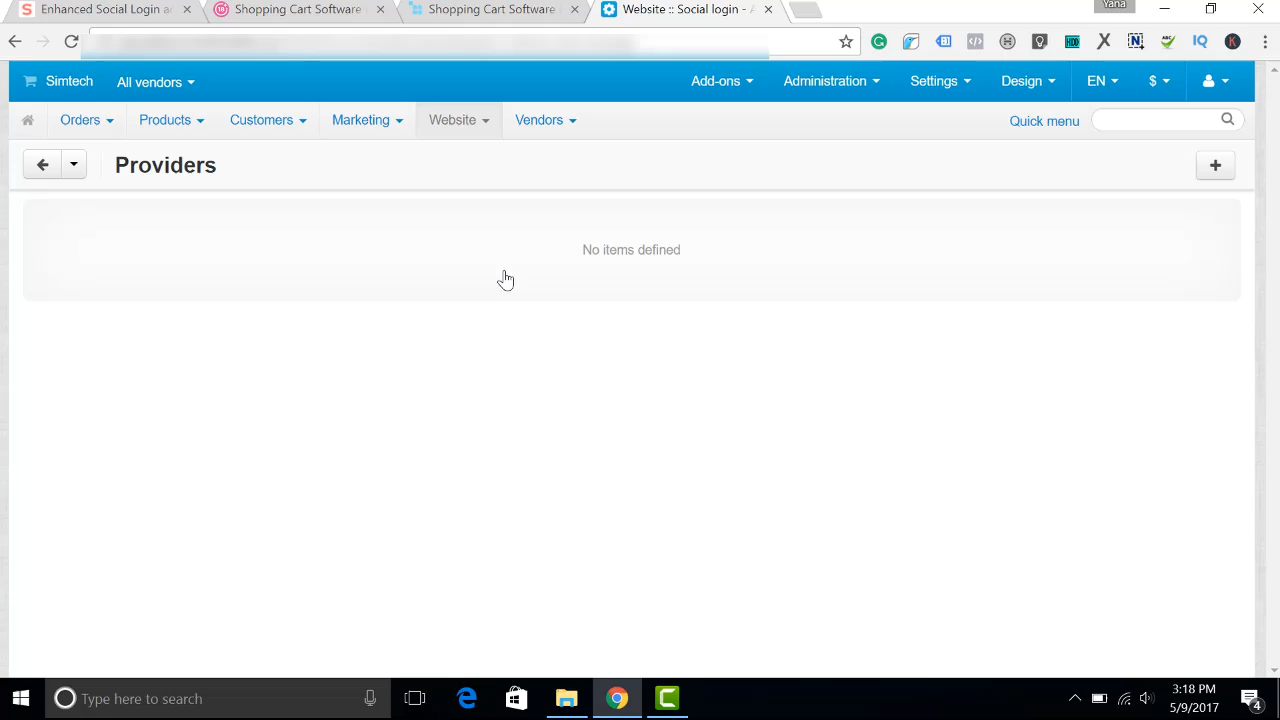 Enhanced Social Login a
Shopping Cart Software
Shopping Cart Software
Website :: Social login - A
Yana
Simtech
All vendors
Add-ons
Administration
Settings
Design
EN
$
Orders
Products
Customers
Marketing
Website
Vendors
Quick menu
Providers
No items defined
Type here to search
3:18 PM
5/9/2017
4